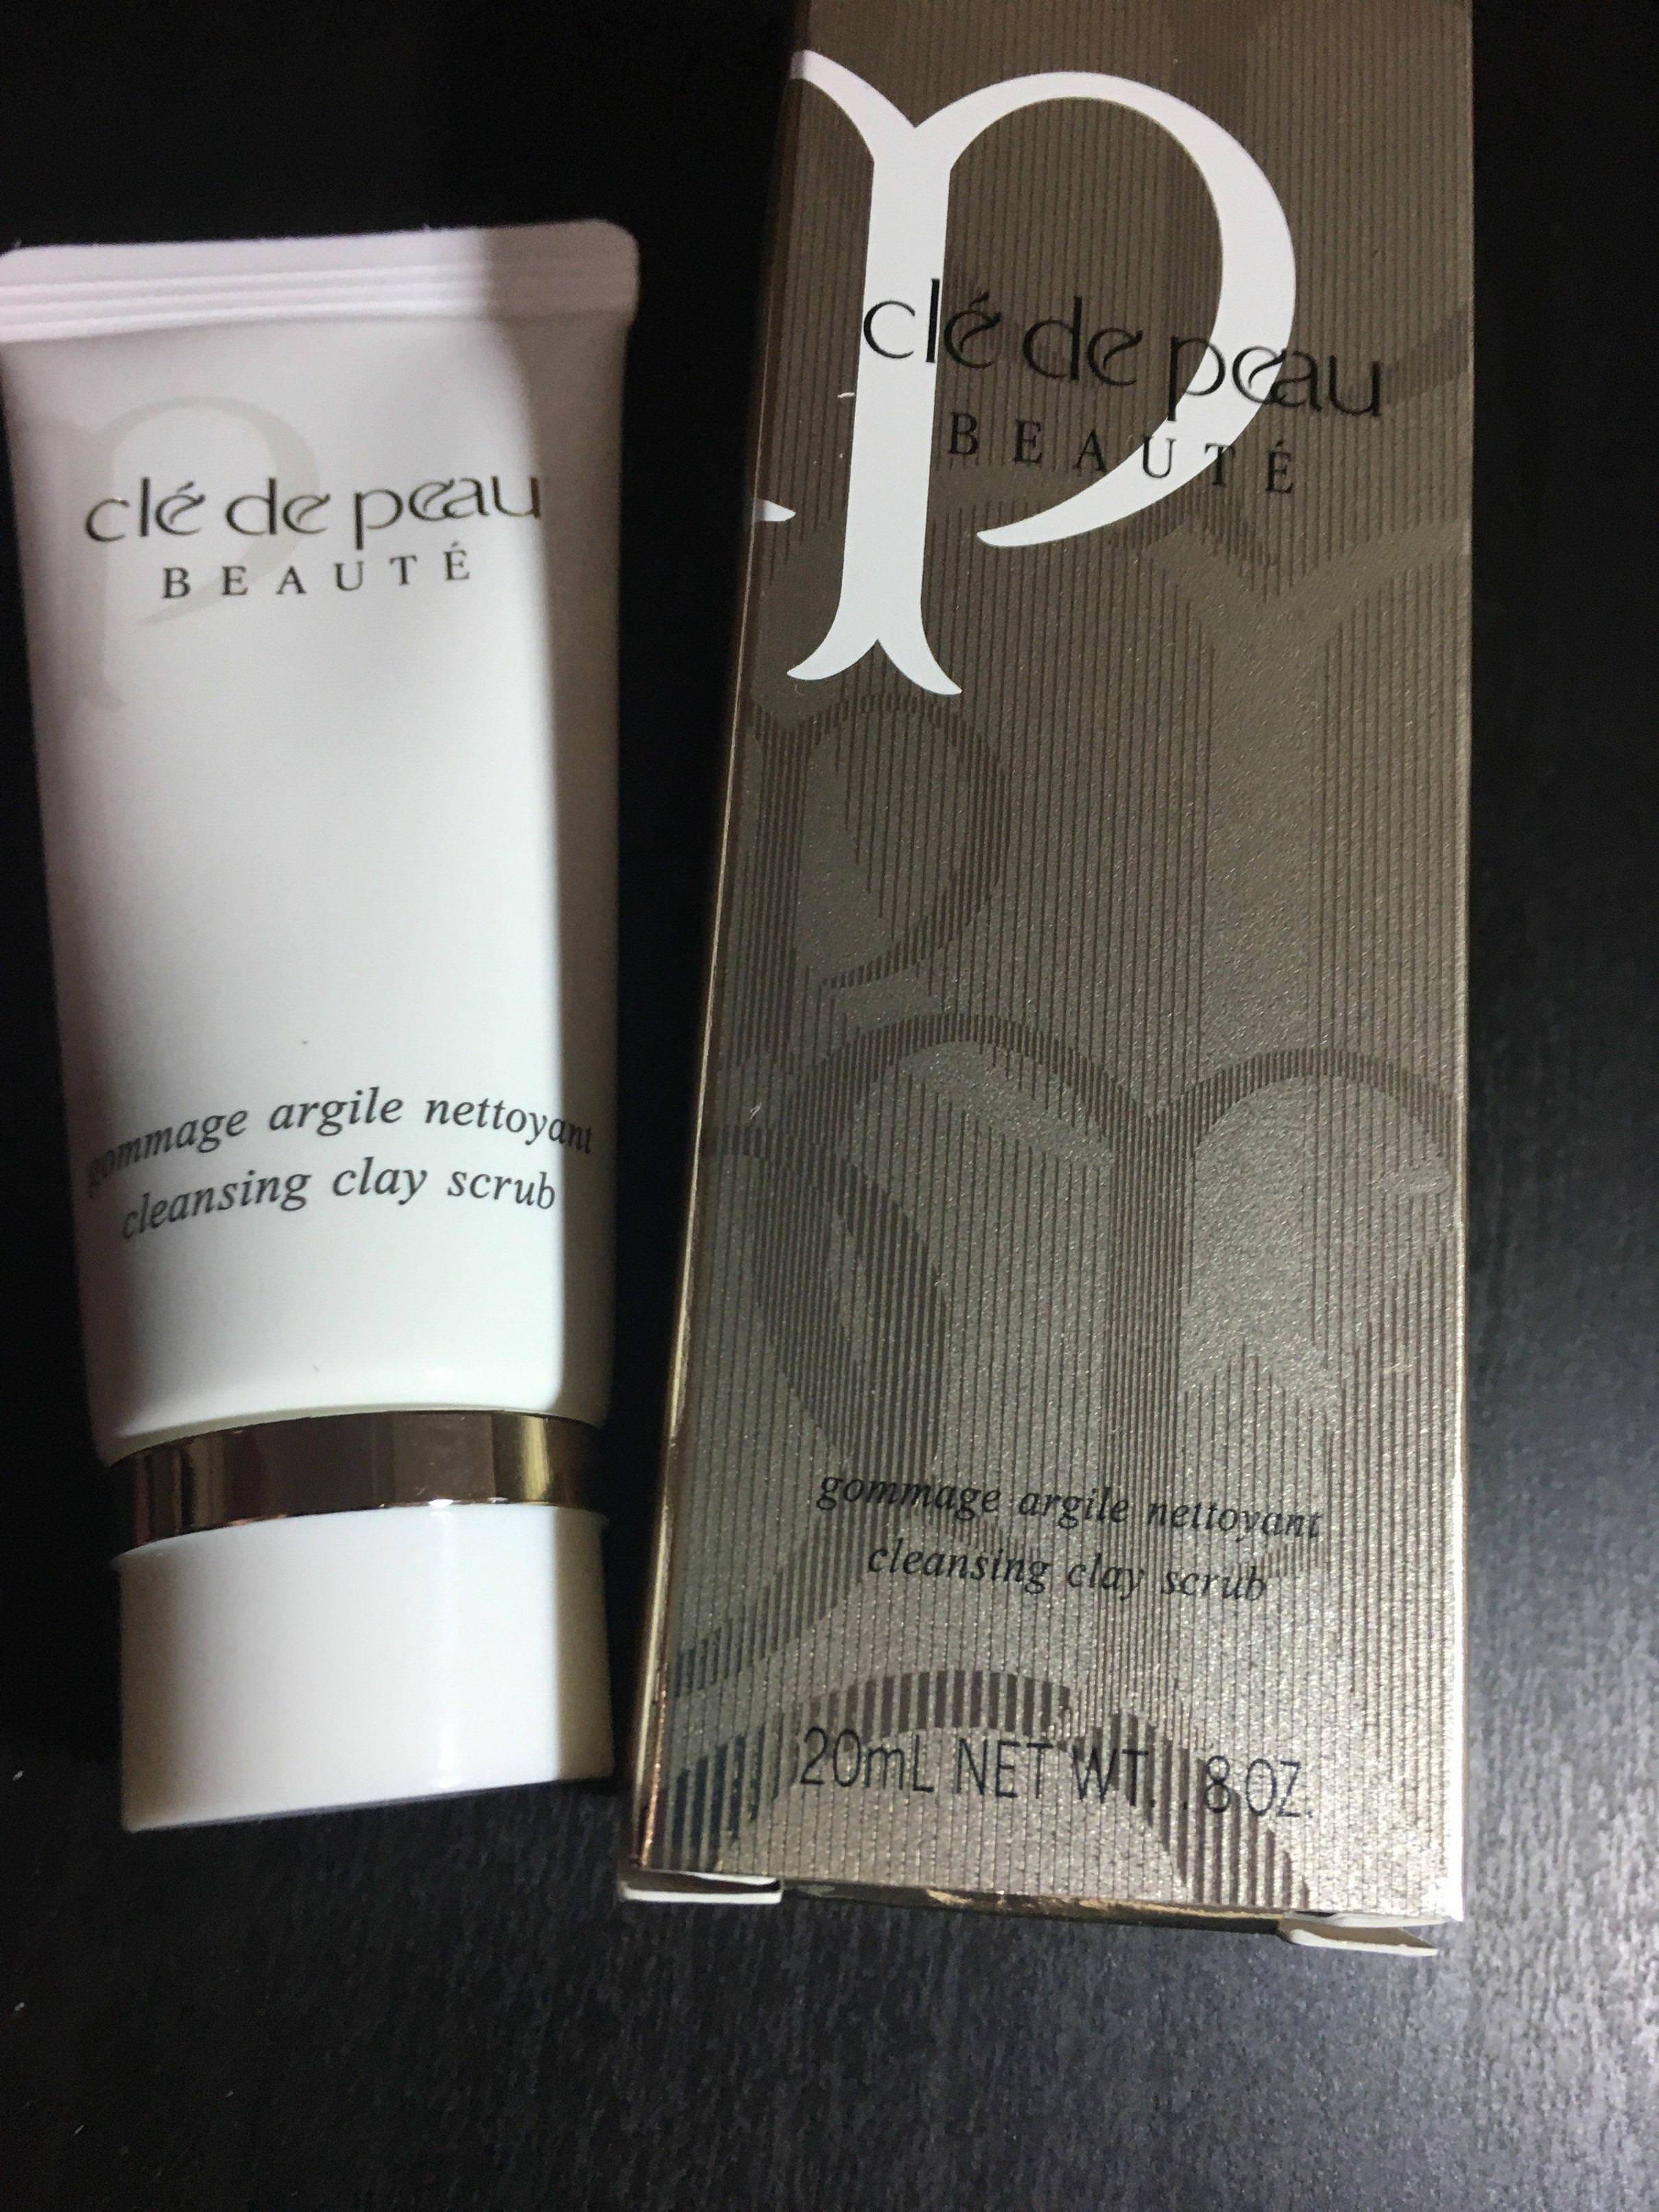 clé de peau
BEAUTÉ
gommage argile nettoyant
cleansing clay scrub
clé de peau
BEAUTÉ
gommage argile nettoyant
cleansing clay scrub
20mL NET WT. .8 OZ.